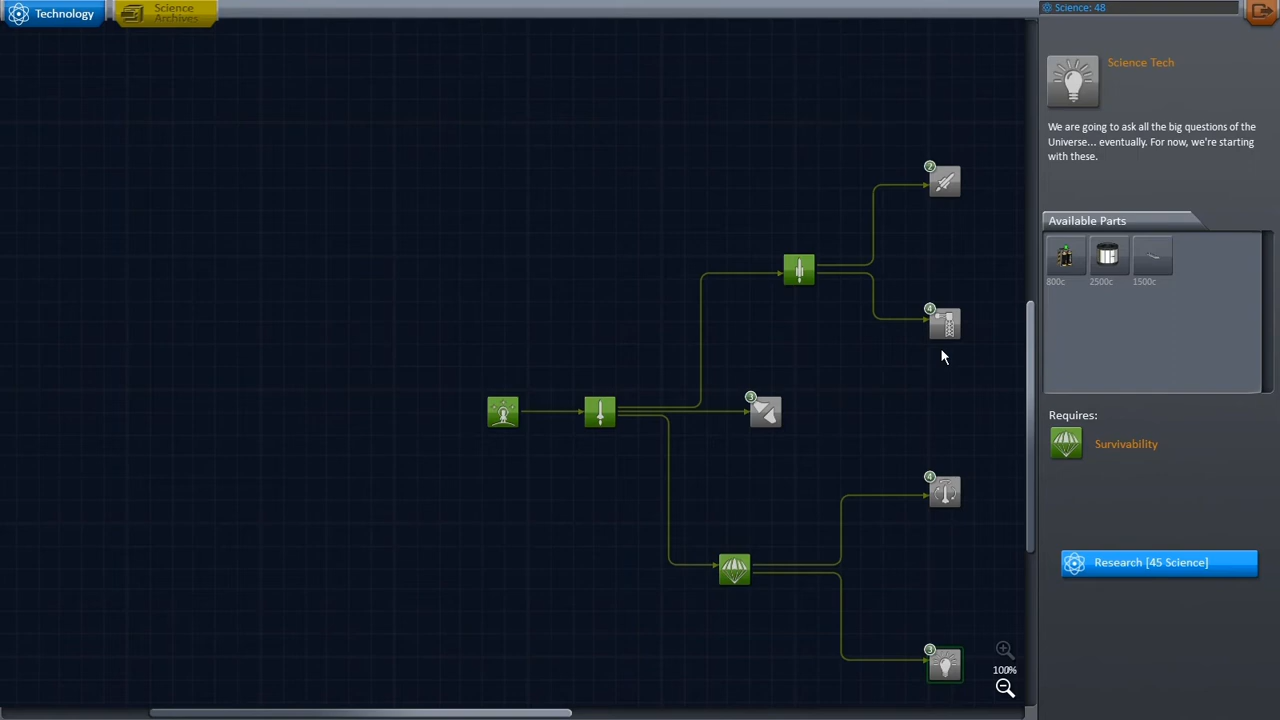 Technology
Science
Archives
Science: 48
Science Tech
We are going to ask all the big questions of the
Universe... eventually. For now, we're starting
with these.
Available Parts
800c 2500c 1500c
Requires:
Survivability
Research [45 Science]
2
4
3
4
3
100%